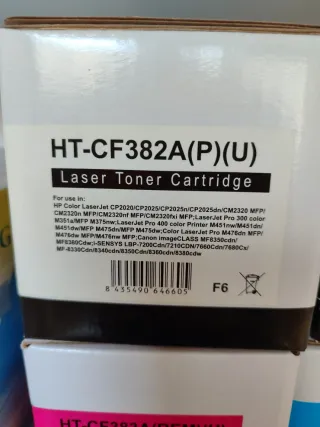 HT-CF382A(P)(U)
Laser Toner Cartridge
For use in:
HP Color LaserJet CP2020/CP2025/CP2025n/CP2025dn/CM2320 MFP/
CM2320n MFP/CM2320nf MFP/CM2320fxi MFP;LaserJet Pro 300 color
M351a/MFP M375nw;LaserJet Pro 400 color Printer M451nw/M451dn/
M451dw/MFP M475dn/MFP M475dw;Color LaserJet Pro M476dn MFP/
M476dw MFP/M476nw MFP;Canon imageCLASS MF8350cdn/
MF8380Cdw;i-SENSYS LBP-7200Cdn/7210CDN/7660Cdn/7680Cx/
MF-8330Cdn/8340cdn/8350Cdn/8360cdn/8380cdw
8 435490 646605
F6